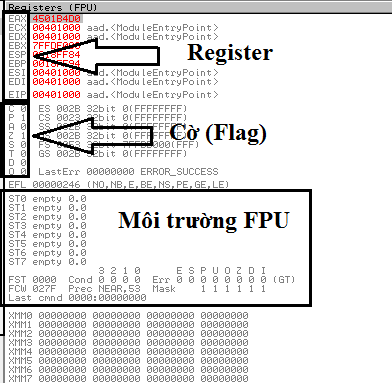 Registers (FPU)
EAX 4501B4D0
ECX 00401000 aad.<ModuleEntryPoint>
EDX 00401000 aad.<ModuleEntryPoint>
EBX
ESP
EBP
Register
ESI 00401000 aad.<ModuleEntryPoint>
EDI 00401000 aad.<ModuleEntryPoint>
EIP 00401000 aad.<ModuleEntryPoint>
C 0 ES 002B 32bit 0(FFFFFFFF)
P 1 CS 0023 32bit 0(FFFFFFFF)
A 0 SS 002B 32bit 0(FFFFFFFF)
Z 1 DS 32bit 0(FFFFFFFF)
Cờ (Flag)
S 0 FS 32bit (FFF)
T 0 GS 002B 32bit 0(FFFFFFFF)
D 0
O 0 LastErr 00000000 ERROR_SUCCESS
EFL 00000246 (NO,NB,E,BE,NS,PE,GE,LE)
ST0 empty 0.0
ST1 empty 0.0
ST2 empty 0.0
ST3 empty 0.0
Môi trường FPU
ST4 empty 0.0
ST5 empty 0.0
ST6 empty 0.0
ST7 empty 0.0
3 2 1 0 E S P U O Z D I
FST 0000 Cond 0 0 0 0 Err 0 0 0 0 0 0 0 0 (GT)
FCW 027F Prec NEAR,53 Mask 1 1 1 1 1 1
Last cmnd 0000:00000000
XMM0 00000000 00000000 00000000 00000000
XMM1 00000000 00000000 00000000 00000000
XMM2 00000000 00000000 00000000 00000000
XMM3 00000000 00000000 00000000 00000000
XMM4 00000000 00000000 00000000 00000000
XMM5 00000000 00000000 00000000 00000000
XMM6 00000000 00000000 00000000 00000000
XMM7 00000000 00000000 00000000 00000000